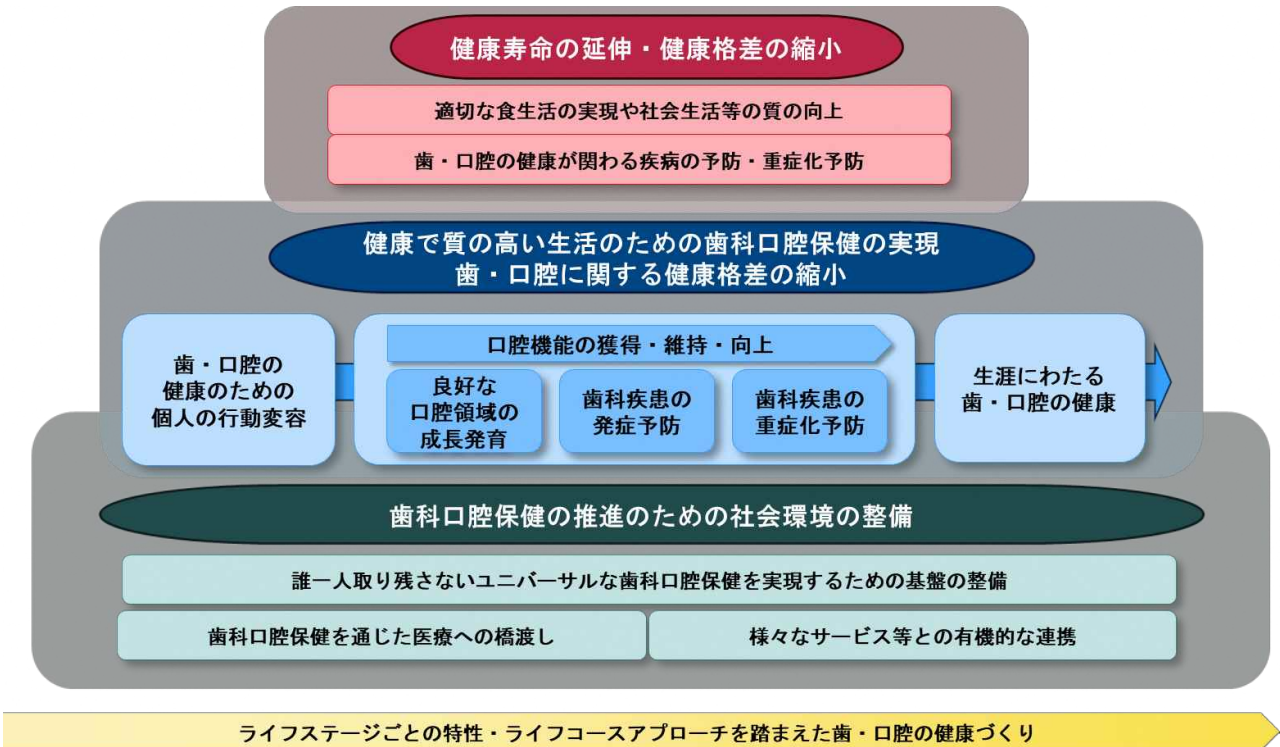 健康寿命の延伸・健康格差の縮小
適切な食生活の実現や社会生活等の質の向上
歯・口腔の健康が関わる疾病の予防・重症化予防
健康で質の高い生活のための歯科口腔保健の実現
歯・口腔に関する健康格差の縮小
歯・口腔の
健康のための
個人の行動変容
口腔機能の獲得・維持・向上
良好な
口腔領域の
成長発育
歯科疾患の
発症予防
歯科疾患の
重症化予防
生涯にわたる
歯・口腔の健康
歯科口腔保健の推進のための社会環境の整備
誰一人取り残さないユニバーサルな歯科口腔保健を実現するための基盤の整備
歯科口腔保健を通じた医療への橋渡し
様々なサービス等との有機的な連携
ライフステージごとの特性・ライフコースアプローチを踏まえた歯・口腔の健康づくり